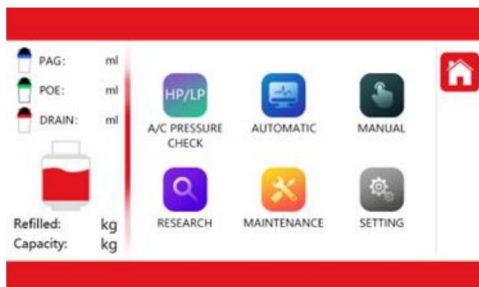 PAG: ml
POE: ml
DRAIN: ml
Refilled: kg
Capacity: kg
HP/LP
A/C PRESSURE
CHECK
AUTOMATIC
MANUAL
RESEARCH
MAINTENANCE
SETTING